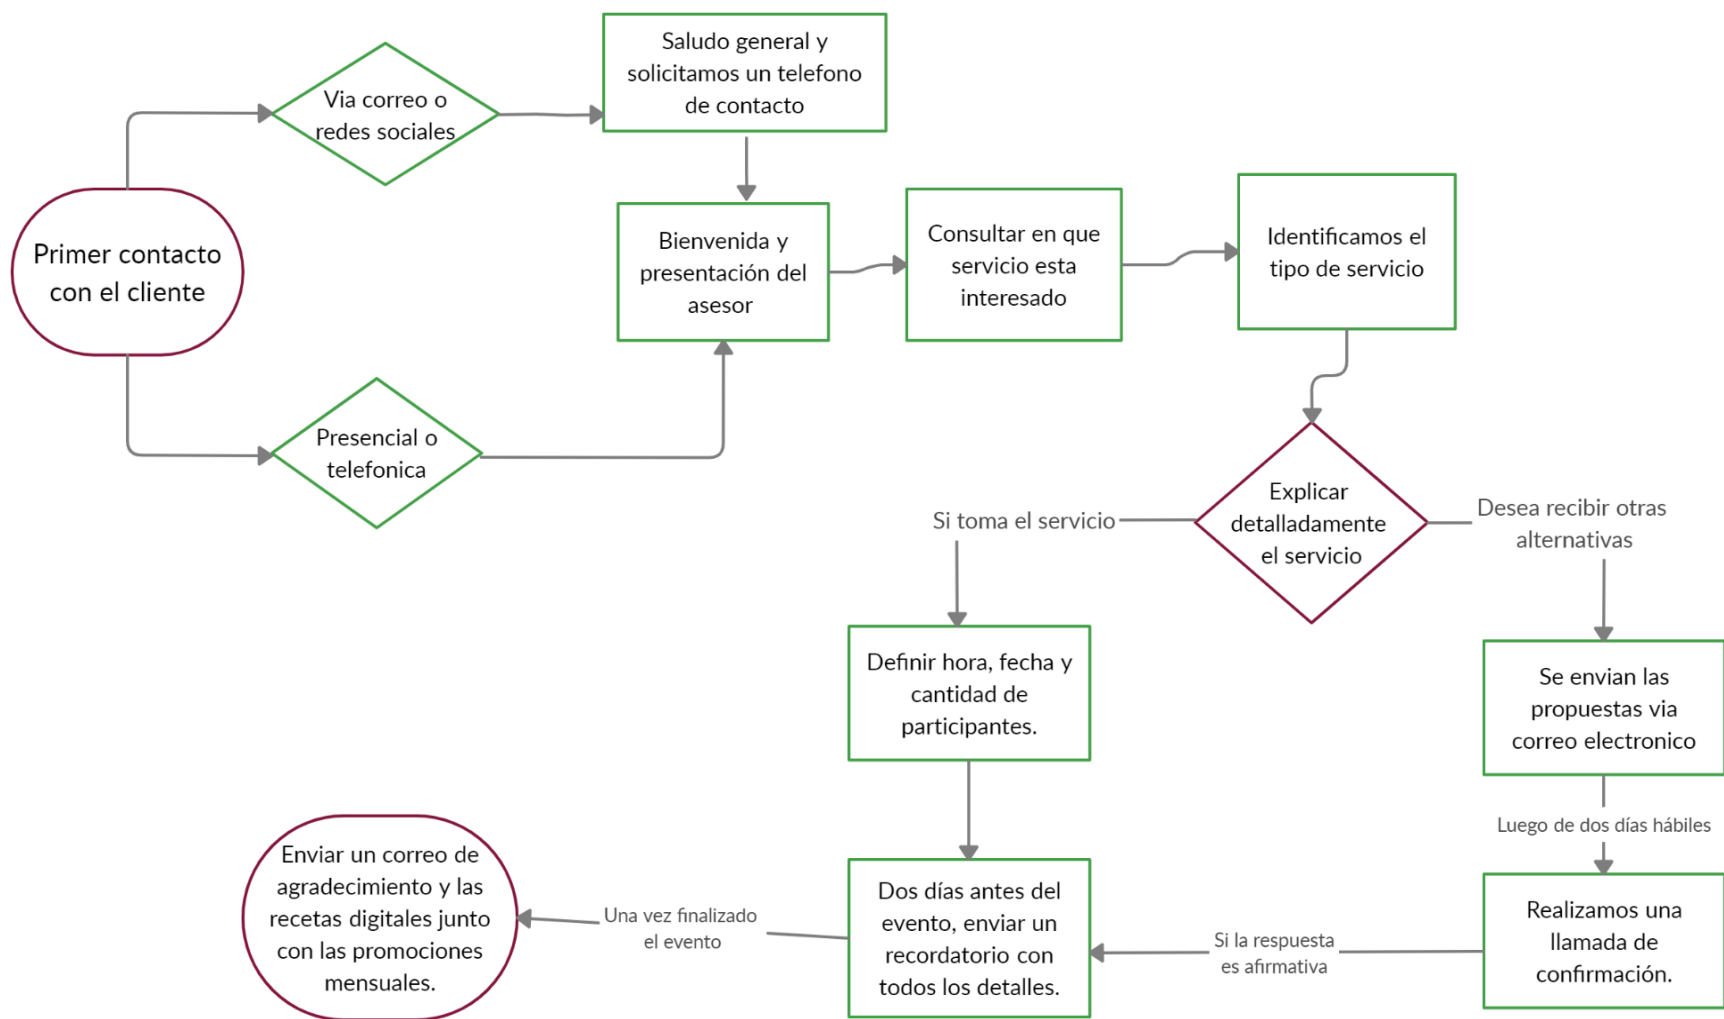 Primer contacto
con el cliente
Via correo o
redes sociales
Saludo general y
solicitamos un telefono
de contacto
Presencial o
telefonica
Bienvenida y
presentación del
asesor
Consultar en que
servicio esta
interesado
Identificamos el
tipo de servicio
Explicar
detalladamente
el servicio
Si toma el servicio
Desea recibir otras
alternativas
Definir hora, fecha y
cantidad de
participantes.
Se envian las
propuestas via
correo electronico
Luego de dos días hábiles
Realizamos una
llamada de
confirmación.
Si la respuesta
es afirmativa
Dos días antes del
evento, enviar un
recordatorio con
todos los detalles.
Una vez finalizado
el evento
Enviar un correo de
agradecimiento y las
recetas digitales junto
con las promociones
mensuales.